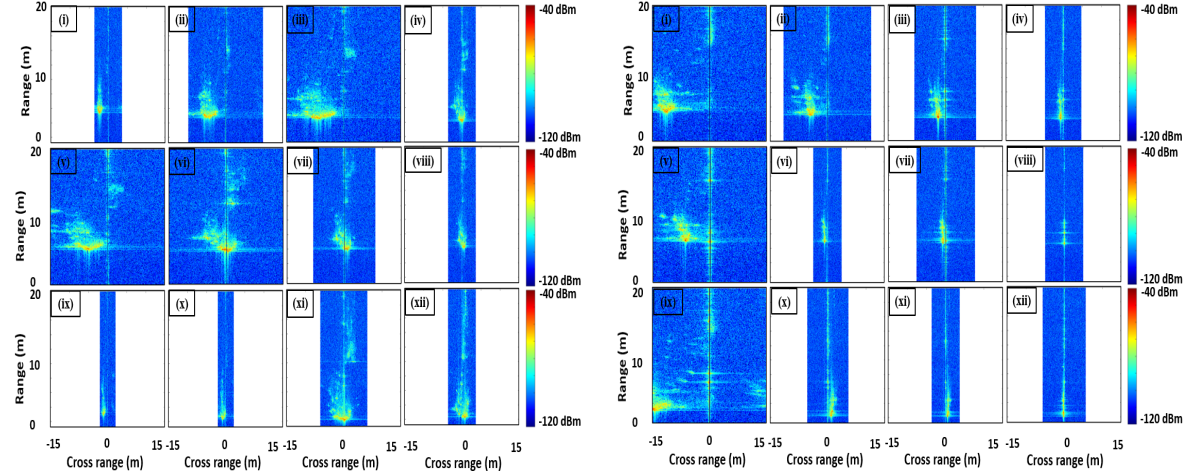 (i) (ii) (iii) (iv) -40 dBm (i) (ii) (iii) (iv) -40 dBm
20 20
Range (m) 10 Range (m) 10
0 -120 dBm 0 -120 dBm
(v) (vi) (vii) (viii) -40 dBm (v) (vi) (vii) (viii) -40 dBm
20 20
Range (m) 10 Range (m) 10
0 -120 dBm 0 -120 dBm
(ix) (x) (xi) (xii) -40 dBm (ix) (x) (xi) (xii) -40 dBm
20 20
Range (m) 10 Range (m) 10
0 -120 dBm 0 -120 dBm
-15 0 15 -15 0 15 -15 0 15 -15 0 15 -15 0 15 -15 0 15 -15 0 15 -15 0 15
Cross range (m) Cross range (m) Cross range (m) Cross range (m) Cross range (m) Cross range (m) Cross range (m) Cross range (m)